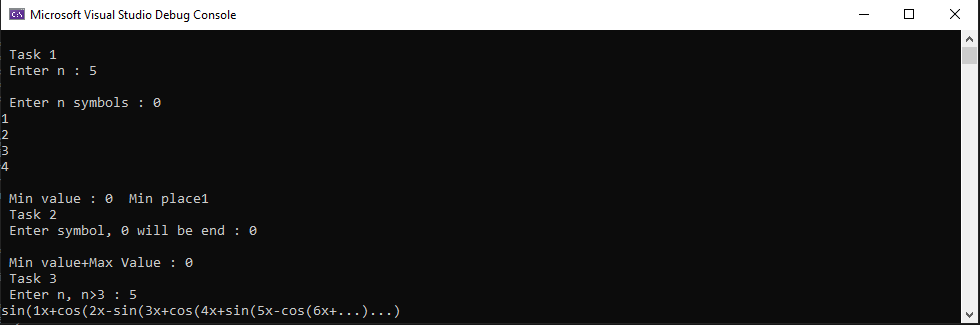 Microsoft Visual Studio Debug Console
Task 1
Enter n : 5
Enter n symbols : 0
1
2
3
4
Min value : 0  Min place1
Task 2
Enter symbol, 0 will be end : 0
Min value+Max Value : 0
Task 3
Enter n, n>3 : 5
sin(1x+cos(2x-sin(3x+cos(4x+sin(5x-cos(6x+...)...)